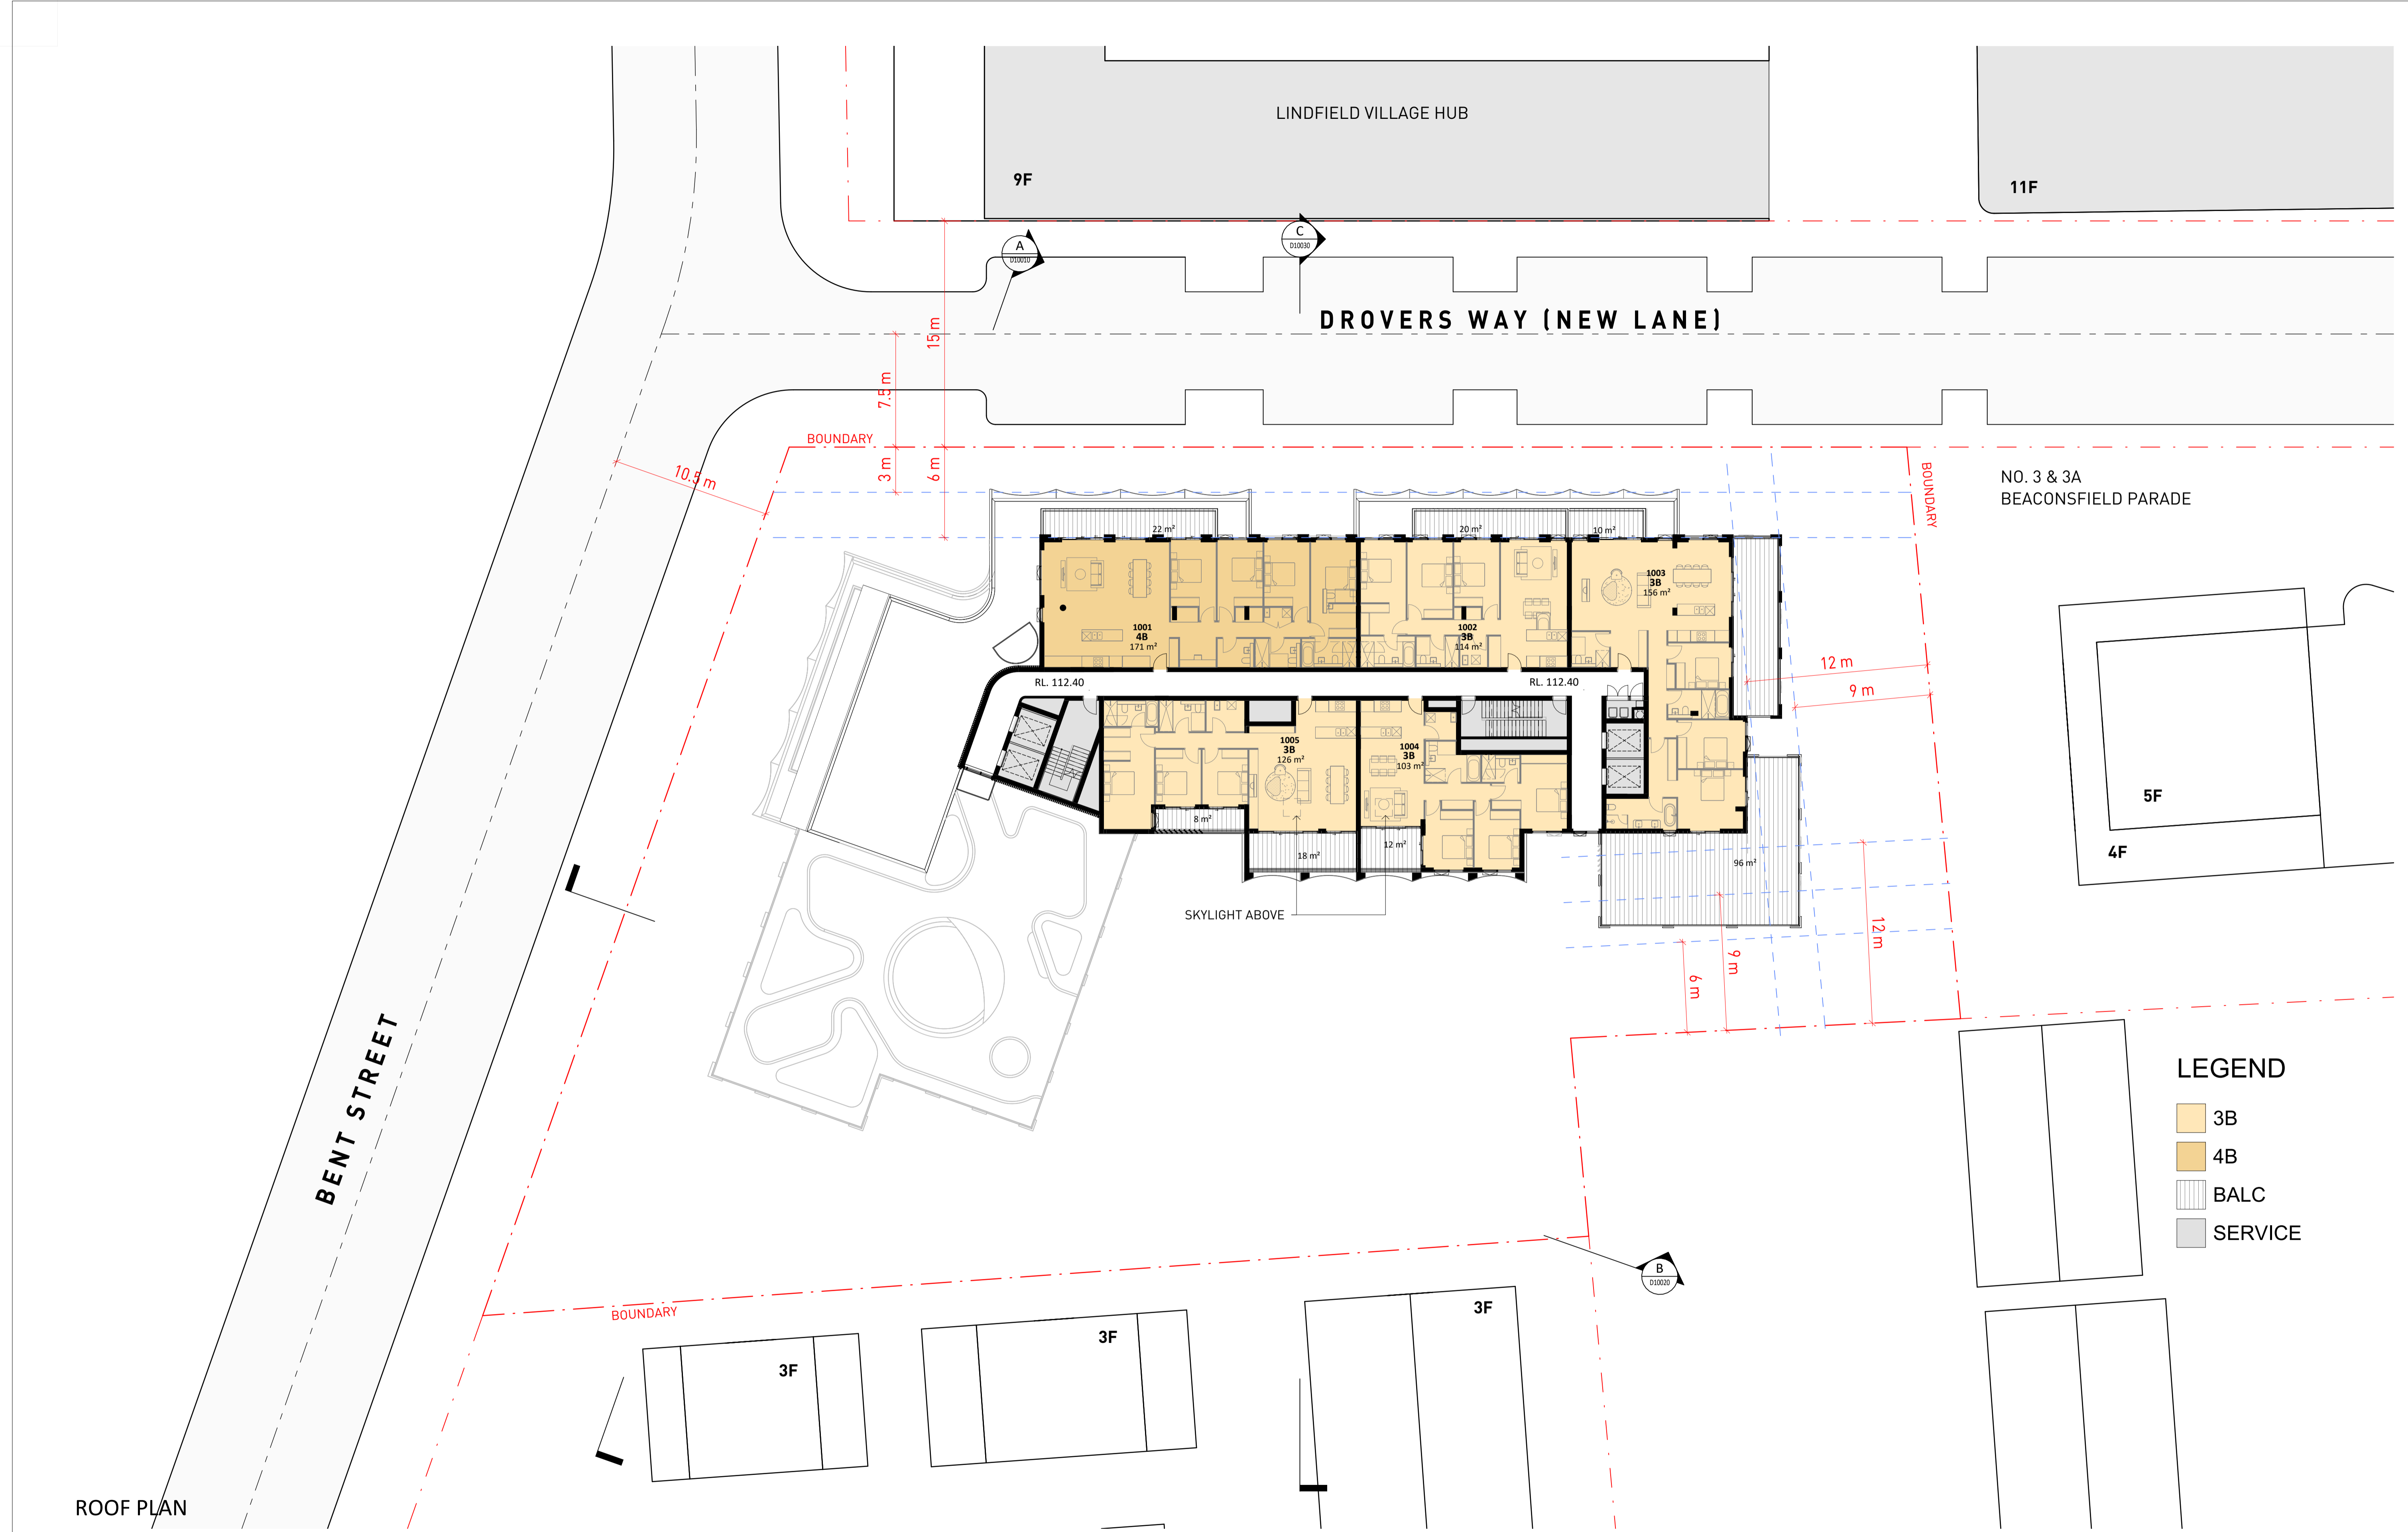 LINDFIELD VILLAGE HUB
9F
11F
A
D10010
C
D10030
DROVERS WAY (NEW LANE)
15 m
7.5 m
BOUNDARY
3 m
6 m
10.5 m
BOUNDARY
NO. 3 & 3A
BEACONSFIELD PARADE
22 m²
20 m²
10 m²
1001
4B
171 m²
1002
3B
114 m²
1003
3B
156 m²
12 m
9 m
RL. 112.40
RL. 112.40
1005
3B
126 m²
1004
3B
103 m²
8 m²
18 m²
12 m²
96 m²
SKYLIGHT ABOVE
5F
4F
12 m
9 m
6 m
BENT STREET
LEGEND
3B
4B
BALC
SERVICE
B
D10020
BOUNDARY
3F
3F
3F
ROOF PLAN